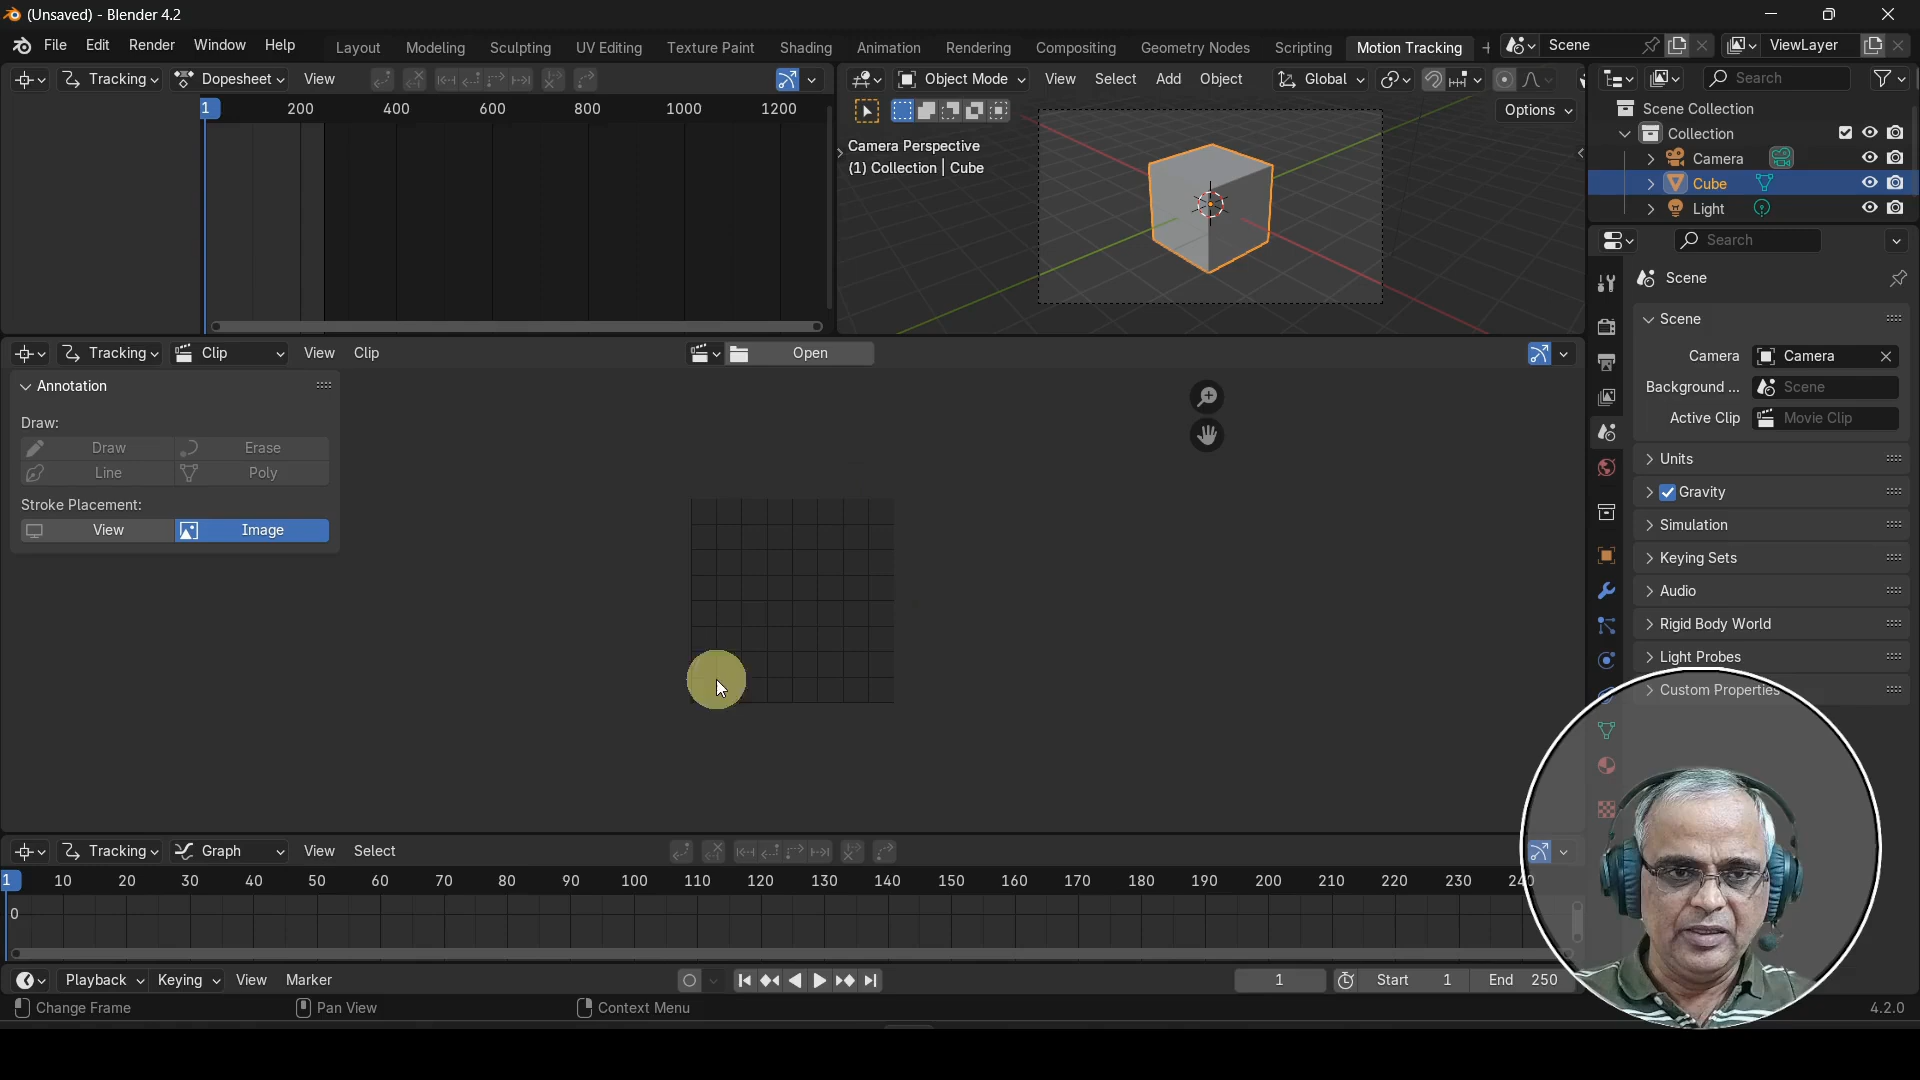 (Unsaved) - Blender 4.2
File Edit Render Window Help
Layout Modeling Sculpting UV Editing Texture Paint Shading Animation Rendering Compositing Geometry Nodes Scripting Motion Tracking
Scene
ViewLayer
Tracking Dopesheet View
Object Mode View Select Add Object Global
Search
1 200 400 600 800 1000 1200
Options
Camera Perspective
(1) Collection | Cube
Scene Collection
Collection
Camera
Cube
Light
Search
Scene
Scene
Camera Camera
Background ... Scene
Active Clip Movie Clip
Units
Gravity
Simulation
Keying Sets
Audio
Rigid Body World
Light Probes
Custom Properties
Tracking Clip View Clip
Open
Annotation
Draw:
Draw Erase
Line Poly
Stroke Placement:
View Image
Tracking Graph View Select
1 10 20 30 40 50 60 70 80 90 100 110 120 130 140 150 160 170 180 190 200 210 220 230 240
0
Playback Keying View Marker
1
Start 1 End 250
Change Frame Pan View Context Menu
4.2.0